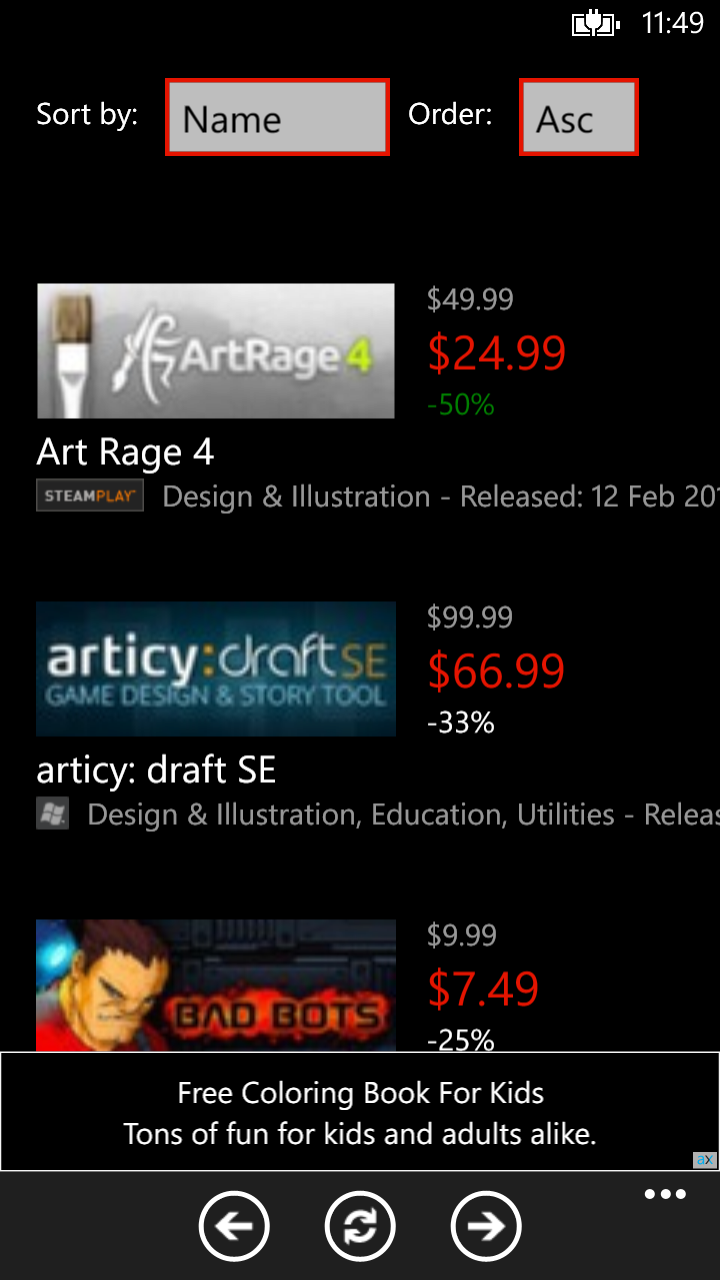 11:49
Sort by: Name Order: Asc
ArtRage 4
$49.99
$24.99
-50%
Art Rage 4
STEAMPLAY Design & Illustration - Released: 12 Feb 201
articy:draft SE
GAME DESIGN & STORY TOOL
$99.99
$66.99
-33%
articy: draft SE
Design & Illustration, Education, Utilities - Releas
BAD BOTS
$9.99
$7.49
-25%
Free Coloring Book For Kids
Tons of fun for kids and adults alike.
ax